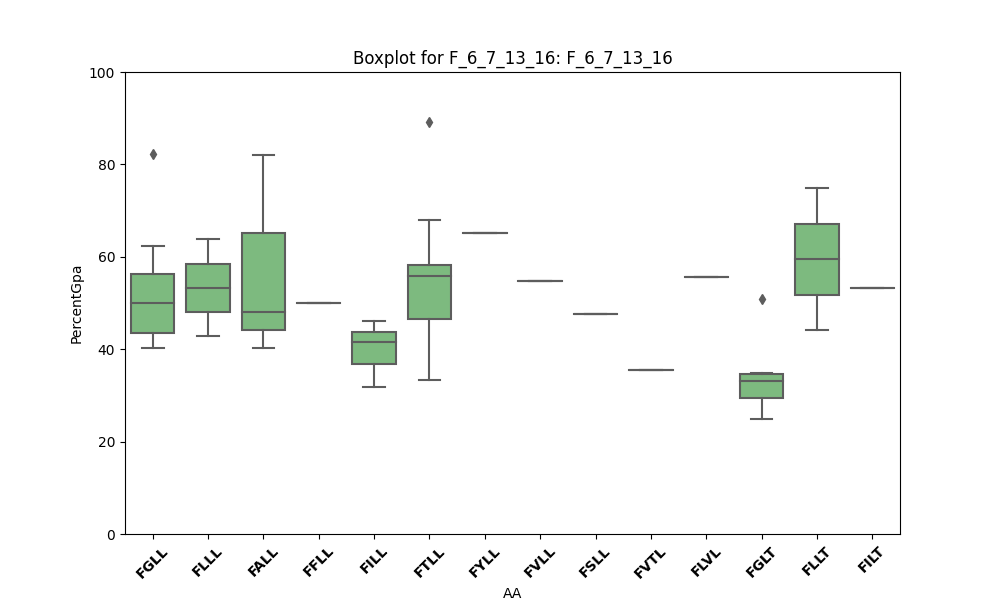 Boxplot for F_6_7_13_16: F_6_7_13_16
100
80
60
40
20
0
PercentGpa
FGLL FLLL FALL FFLL FILL FTLL FYLL FVLL FSLL FVTL FLVL FGLT FLLT FILT
AA